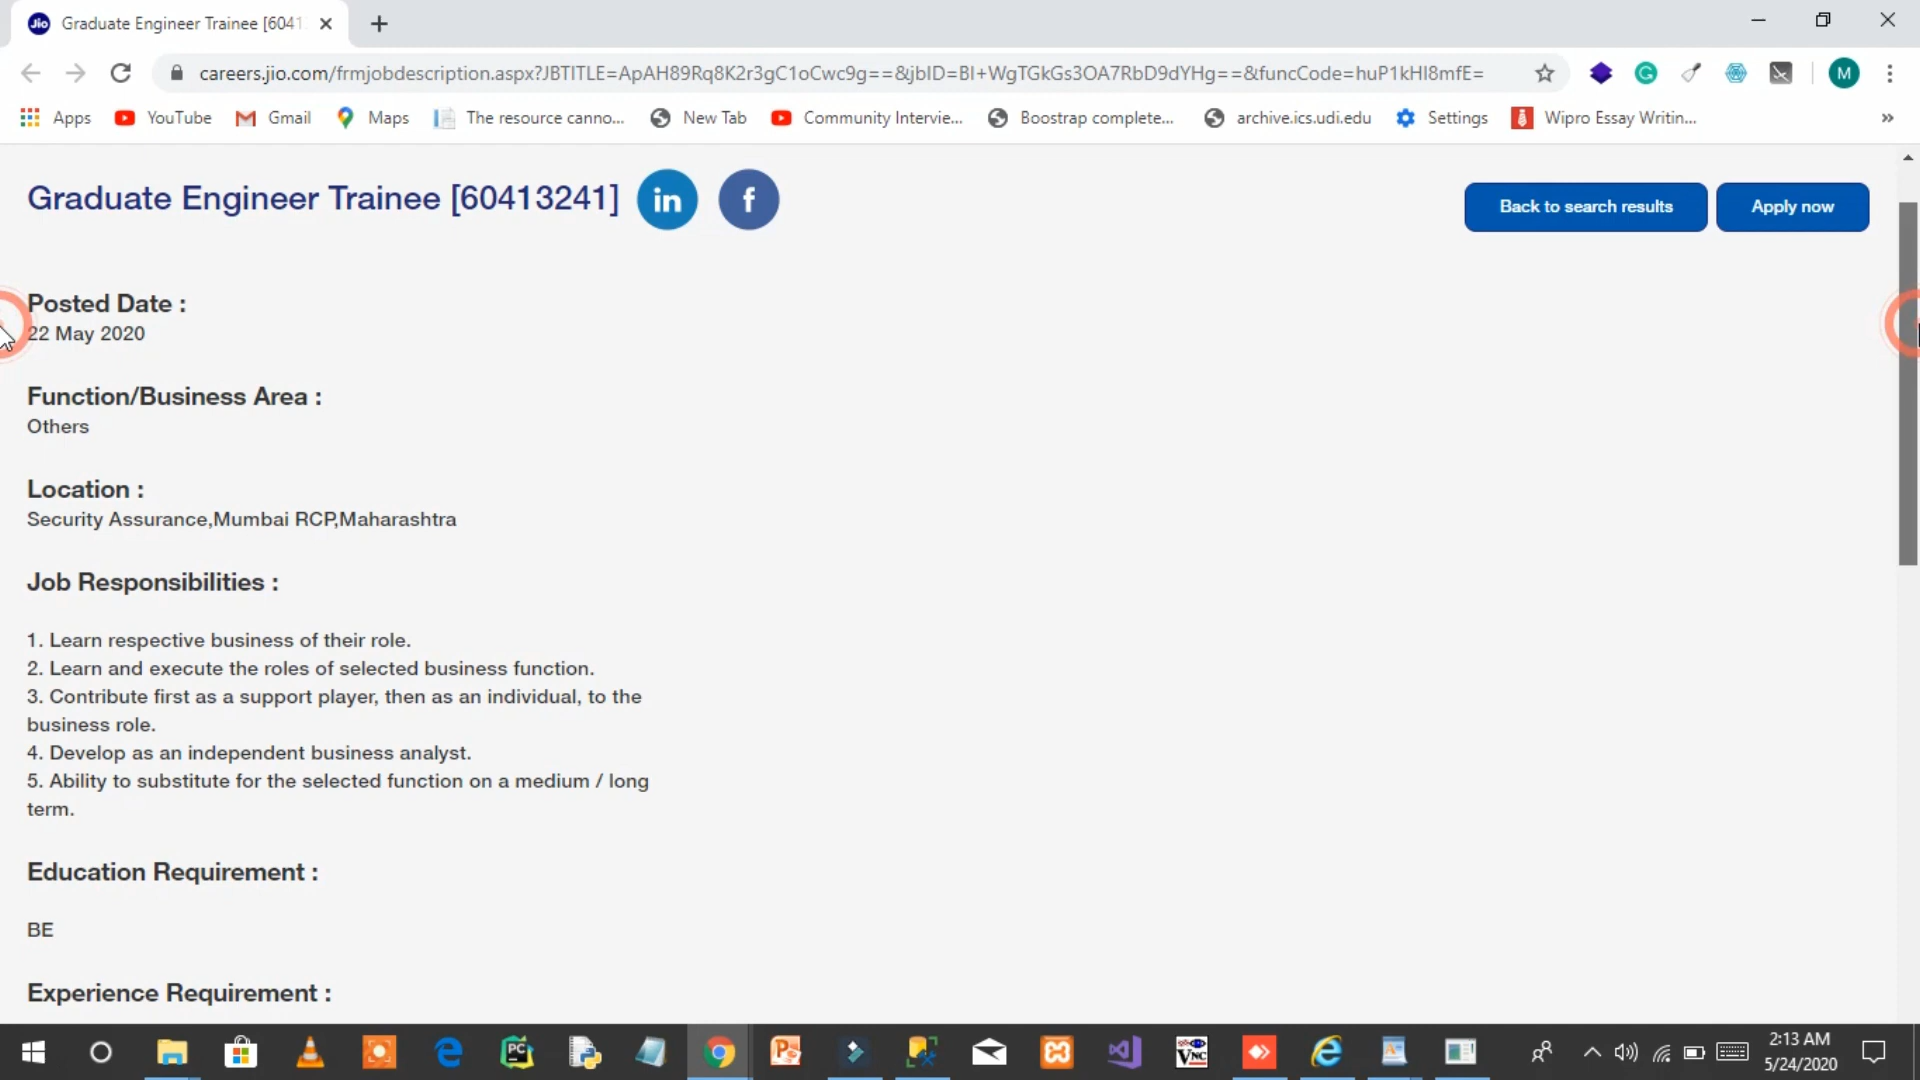 Jio Graduate Engineer Trainee [6041
careers.jio.com/frmjobdescription.aspx?JBTITLE=ApAH89Rq8K2r3gC1oCwc9g==&jbID=BI+WgTGkGs3OA7RbD9dYHg==&funcCode=huP1kHI8mfE=
M
Apps YouTube Gmail Maps The resource canno... New Tab Community Intervie... Boostrap complete... archive.ics.udi.edu Settings Wipro Essay Writin... »
Graduate Engineer Trainee [60413241] in f
Back to search results Apply now
Posted Date :
22 May 2020
Function/Business Area :
Others
Location :
Security Assurance,Mumbai RCP,Maharashtra
Job Responsibilities :
1. Learn respective business of their role.
2. Learn and execute the roles of selected business function.
3. Contribute first as a support player, then as an individual, to the
business role.
4. Develop as an independent business analyst.
5. Ability to substitute for the selected function on a medium / long
term.
Education Requirement :
BE
Experience Requirement :
2:13 AM
5/24/2020